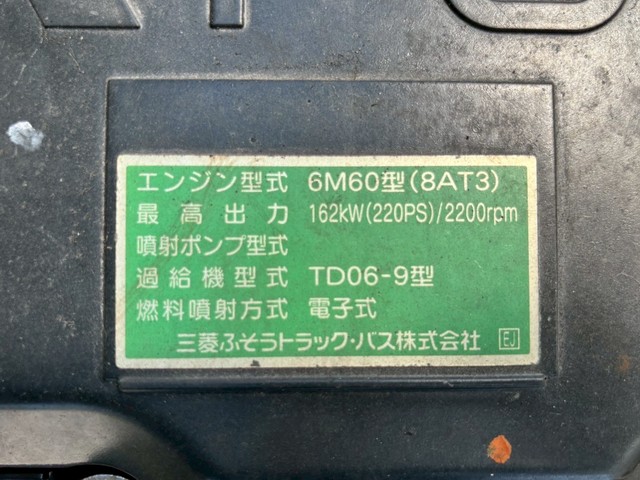 エンジン型式 6M60型(8AT3)
最高出力 162kW(220PS)/2200rpm
噴射ポンプ型式
過給機型式 TD06-9型
燃料噴射方式 電子式
三菱ふそうトラック・バス株式会社 EJ